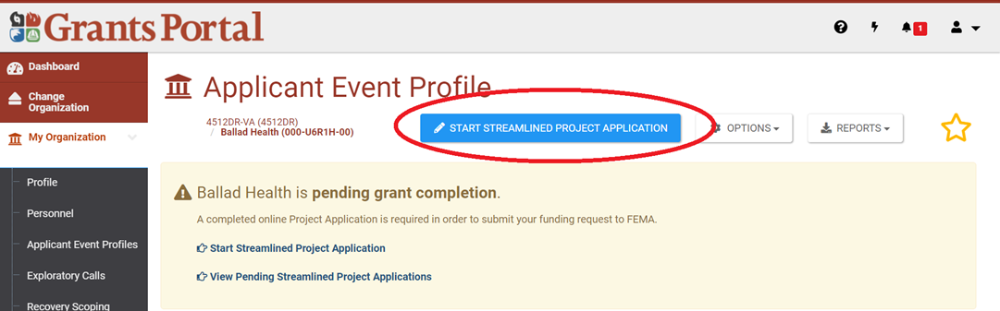 Grants Portal
1
Dashboard
Change
Organization
My Organization
Profile
Personnel
Applicant Event Profiles
Exploratory Calls
Recovery Scoping
Applicant Event Profile
4512DR-VA (4512DR)
/ Ballad Health (000-U6R1H-00)
START STREAMLINED PROJECT APPLICATION
OPTIONS
REPORTS
Ballad Health is pending grant completion.
A completed online Project Application is required in order to submit your funding request to FEMA.
Start Streamlined Project Application
View Pending Streamlined Project Applications